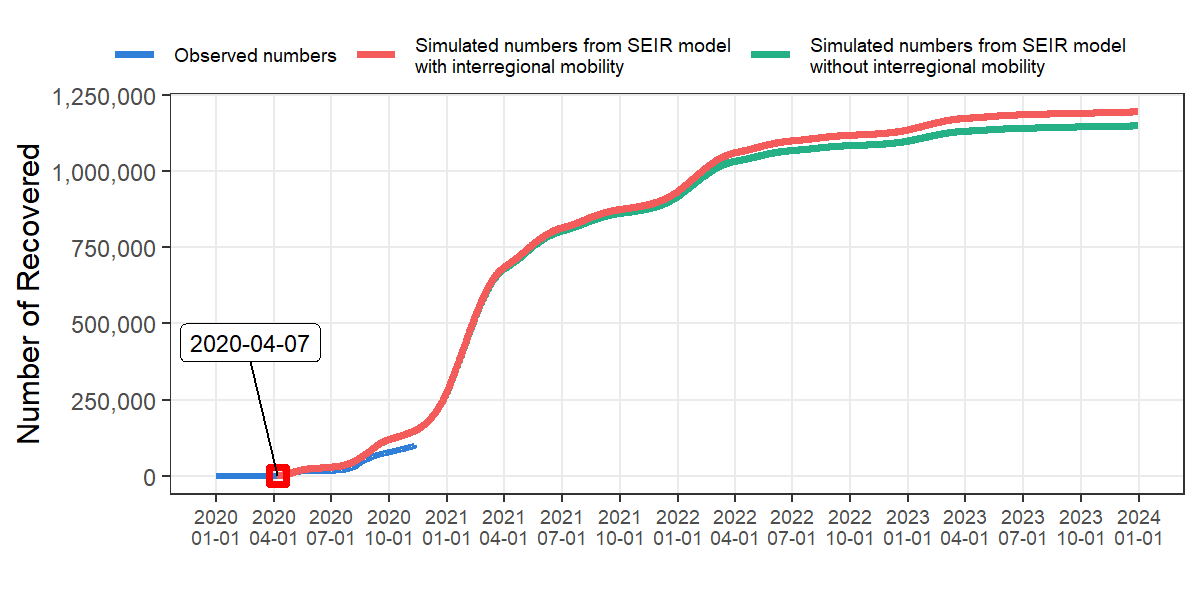 Observed numbers
Simulated numbers from SEIR model
with interregional mobility
Simulated numbers from SEIR model
without interregional mobility
Number of Recovered
1,250,000
1,000,000
750,000
500,000
250,000
0
2020-04-07
2020 2020 2020 2020 2021 2021 2021 2021 2022 2022 2022 2022 2023 2023 2023 2023 2024
01-01 04-01 07-01 10-01 01-01 04-01 07-01 10-01 01-01 04-01 07-01 10-01 01-01 04-01 07-01 10-01 01-01